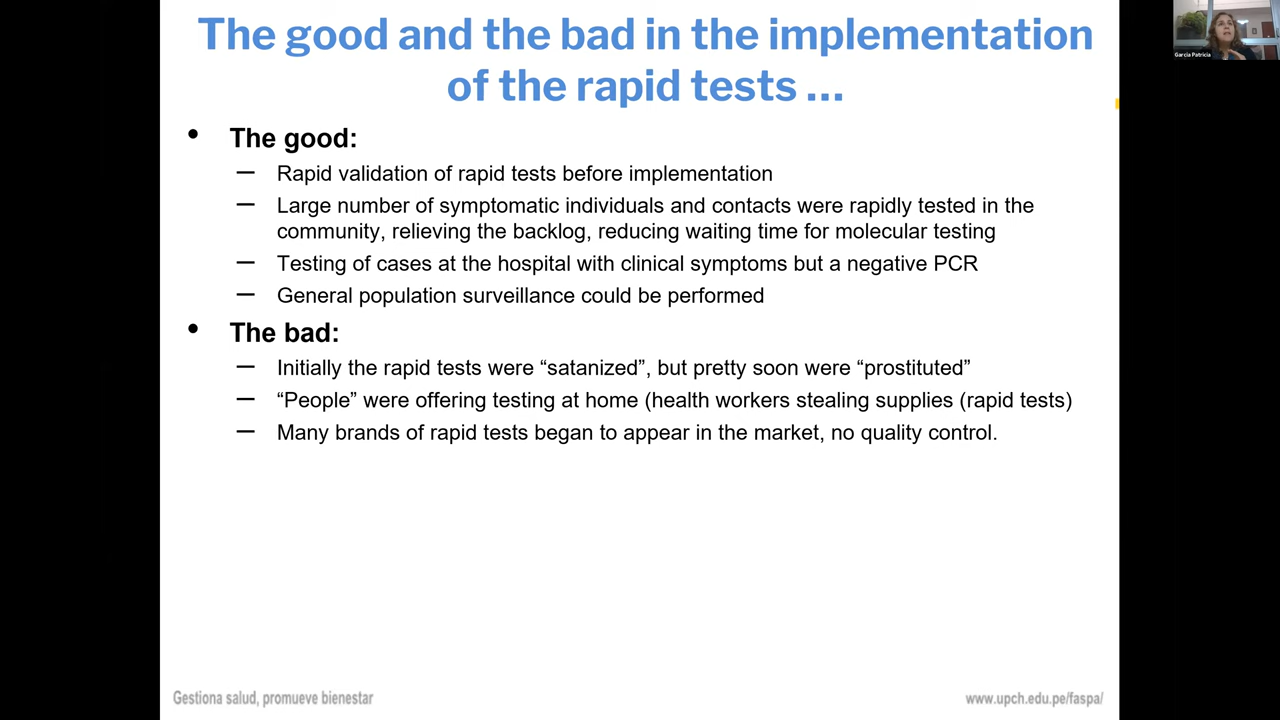 The good and the bad in the implementation
of the rapid tests ...
Garcia Patricia
• The good:
— Rapid validation of rapid tests before implementation
— Large number of symptomatic individuals and contacts were rapidly tested in the
community, relieving the backlog, reducing waiting time for molecular testing
— Testing of cases at the hospital with clinical symptoms but a negative PCR
— General population surveillance could be performed
• The bad:
— Initially the rapid tests were “satanized”, but pretty soon were “prostituted”
— “People” were offering testing at home (health workers stealing supplies (rapid tests)
— Many brands of rapid tests began to appear in the market, no quality control.
Gestiona salud, promueve bienestar
www.upch.edu.pe/faspa/